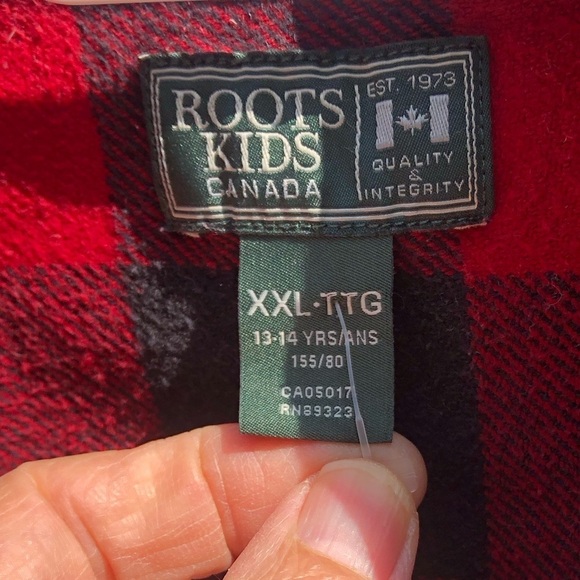 ROOTS
KIDS
CANADA
EST. 1973
QUALITY
&
INTEGRITY
XXL·TTG
13-14 YRS/ANS
155/80
CA05017
RN89323